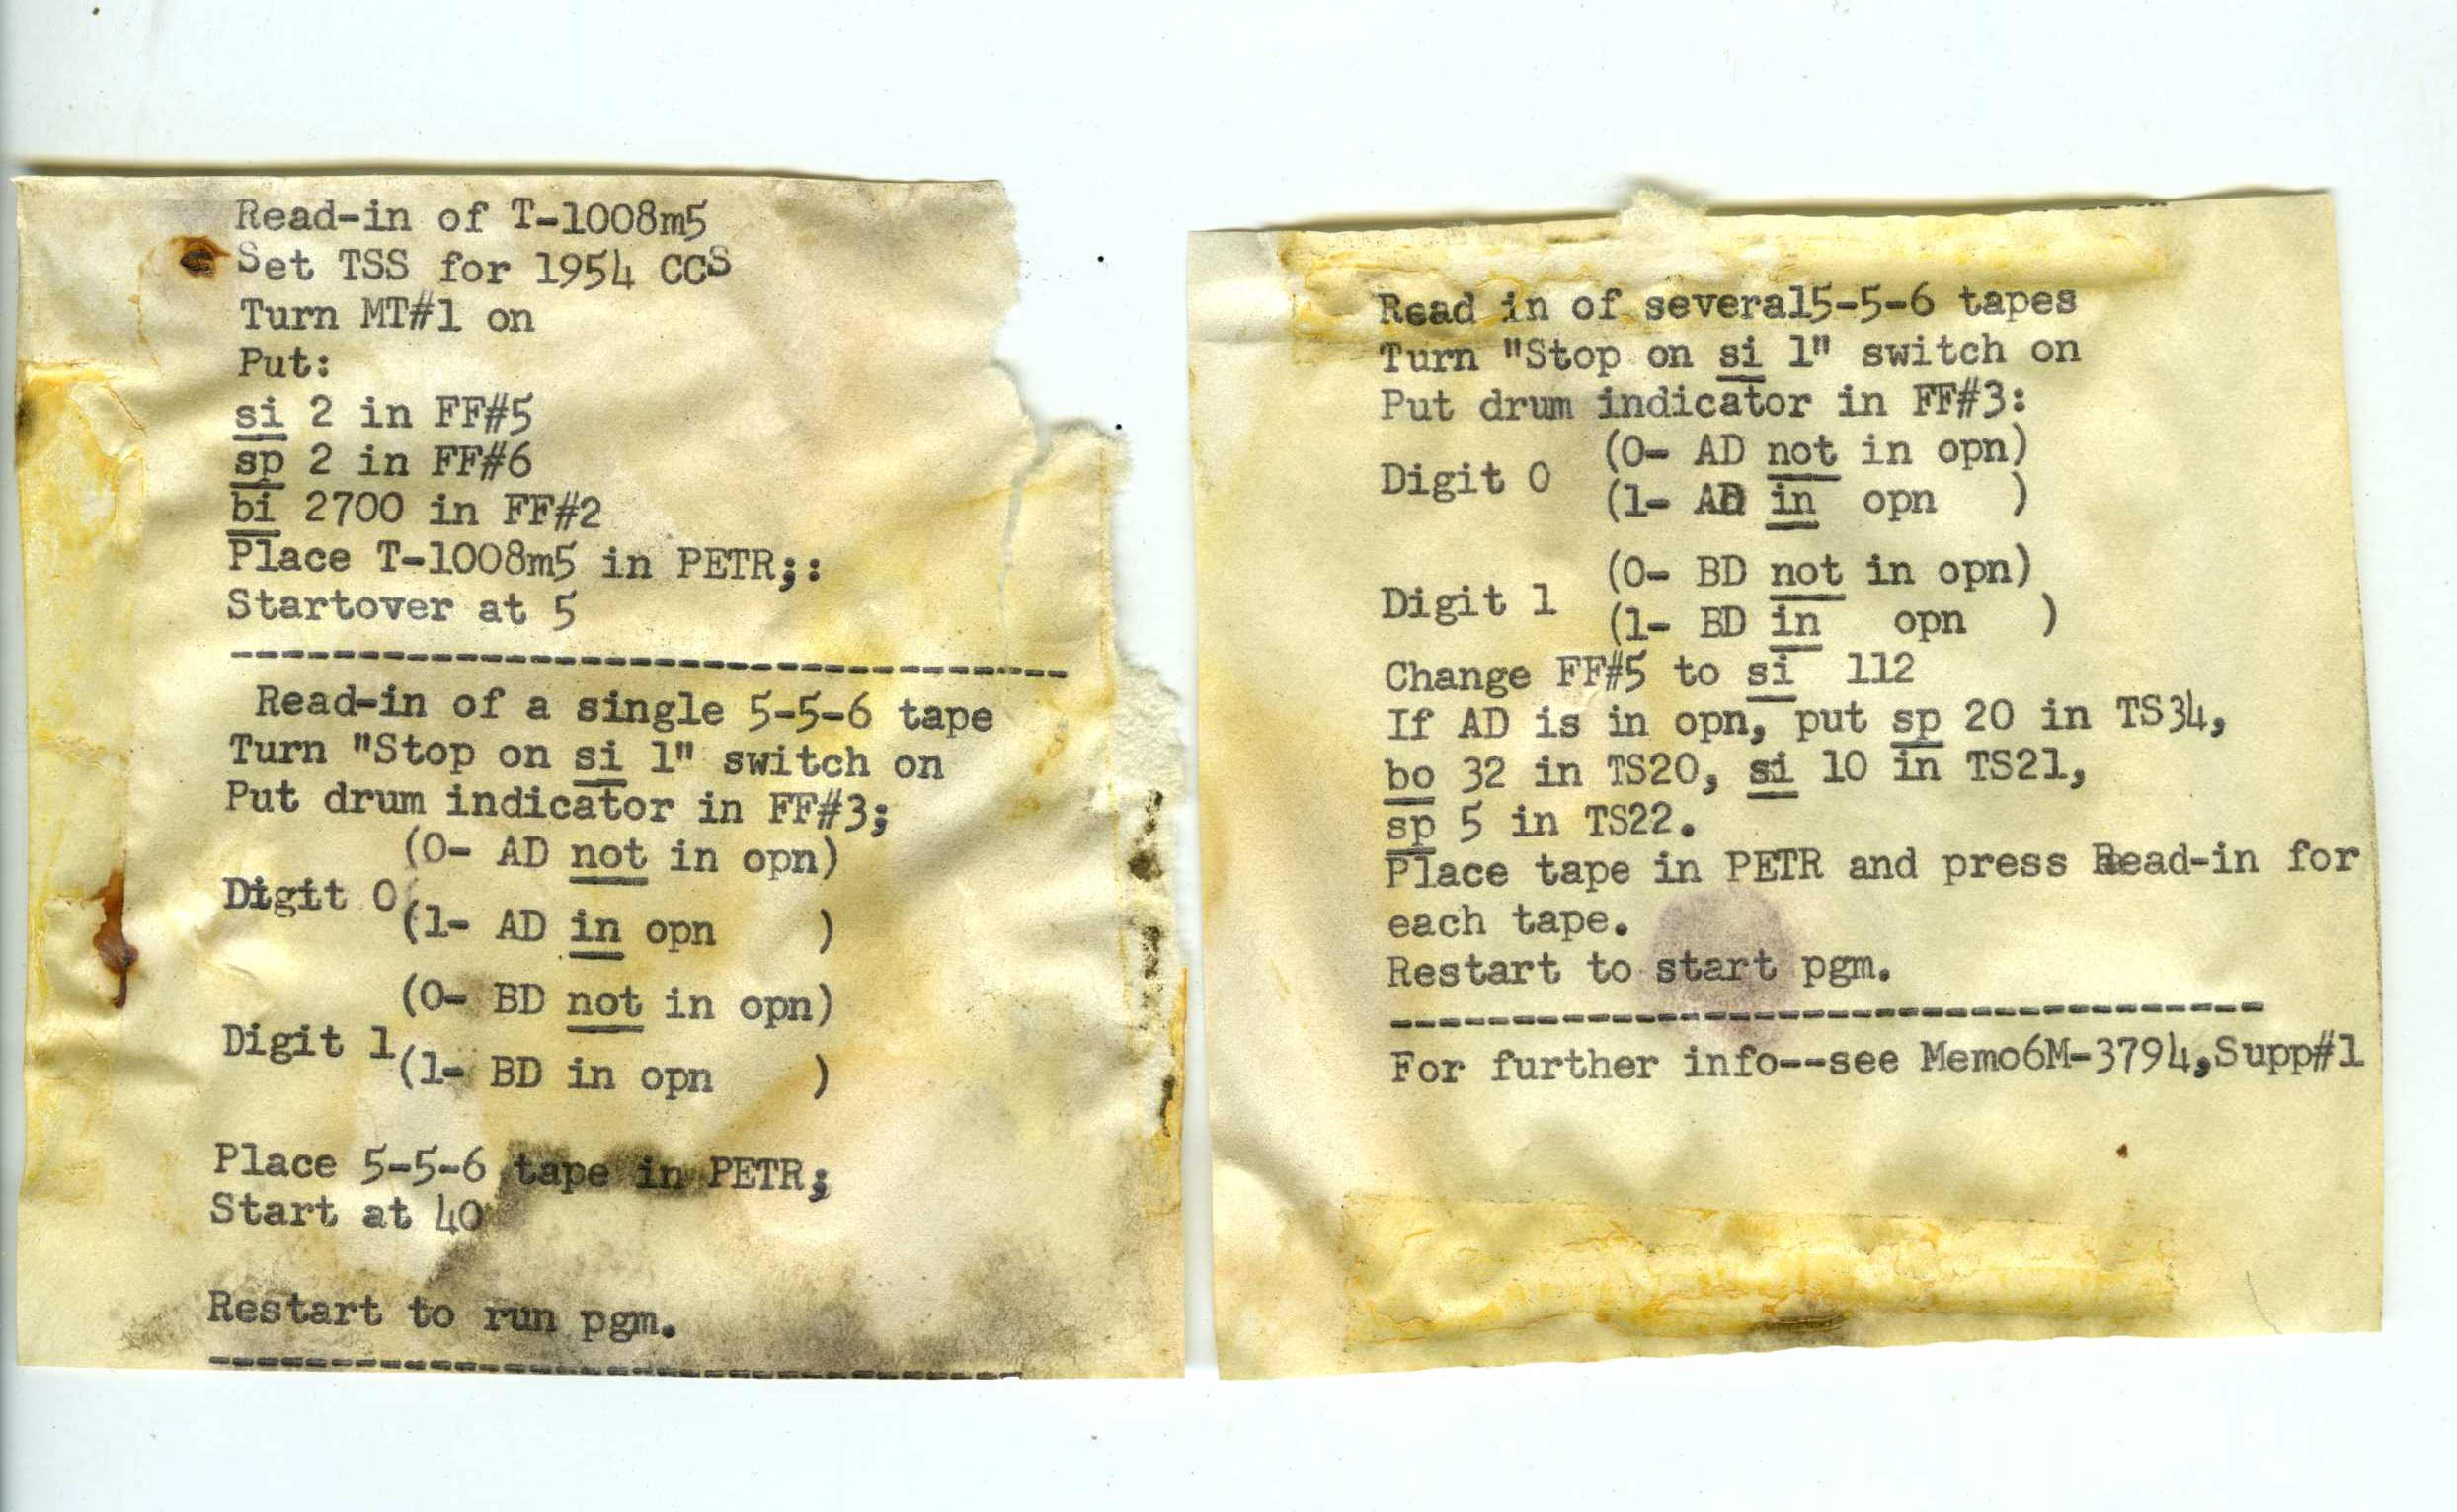 Read-in of T-1008m5
Set TSS for 1954 CCS
Turn MT#1 on
Put:
si 2 in FF#5
sp 2 in FF#6
bi 2700 in FF#2
Place T-1008m5 in PETR;:
Startover at 5
Read-in of a single 5-5-6 tape
Turn "Stop on si 1" switch on
Put drum indicator in FF#3;
(0- AD not in opn)
Digit 0
(1- AD in opn )
(0- BD not in opn)
Digit 1
(1- BD in opn )
Place 5-5-6 tape in PETR;
Start at 40
Restart to run pgm.
Read in of several5-5-6 tapes
Turn "Stop on si 1" switch on
Put drum indicator in FF#3:
(0- AD not in opn)
Digit 0
(1- AD in opn )
(0- BD not in opn)
Digit 1
(1- BD in opn )
Change FF#5 to si 112
If AD is in opn, put sp 20 in TS34,
bo 32 in TS20, si 10 in TS21,
sp 5 in TS22.
Place tape in PETR and press Read-in for
each tape.
Restart to start pgm.
For further info--see Memo6M-3794,Supp#1